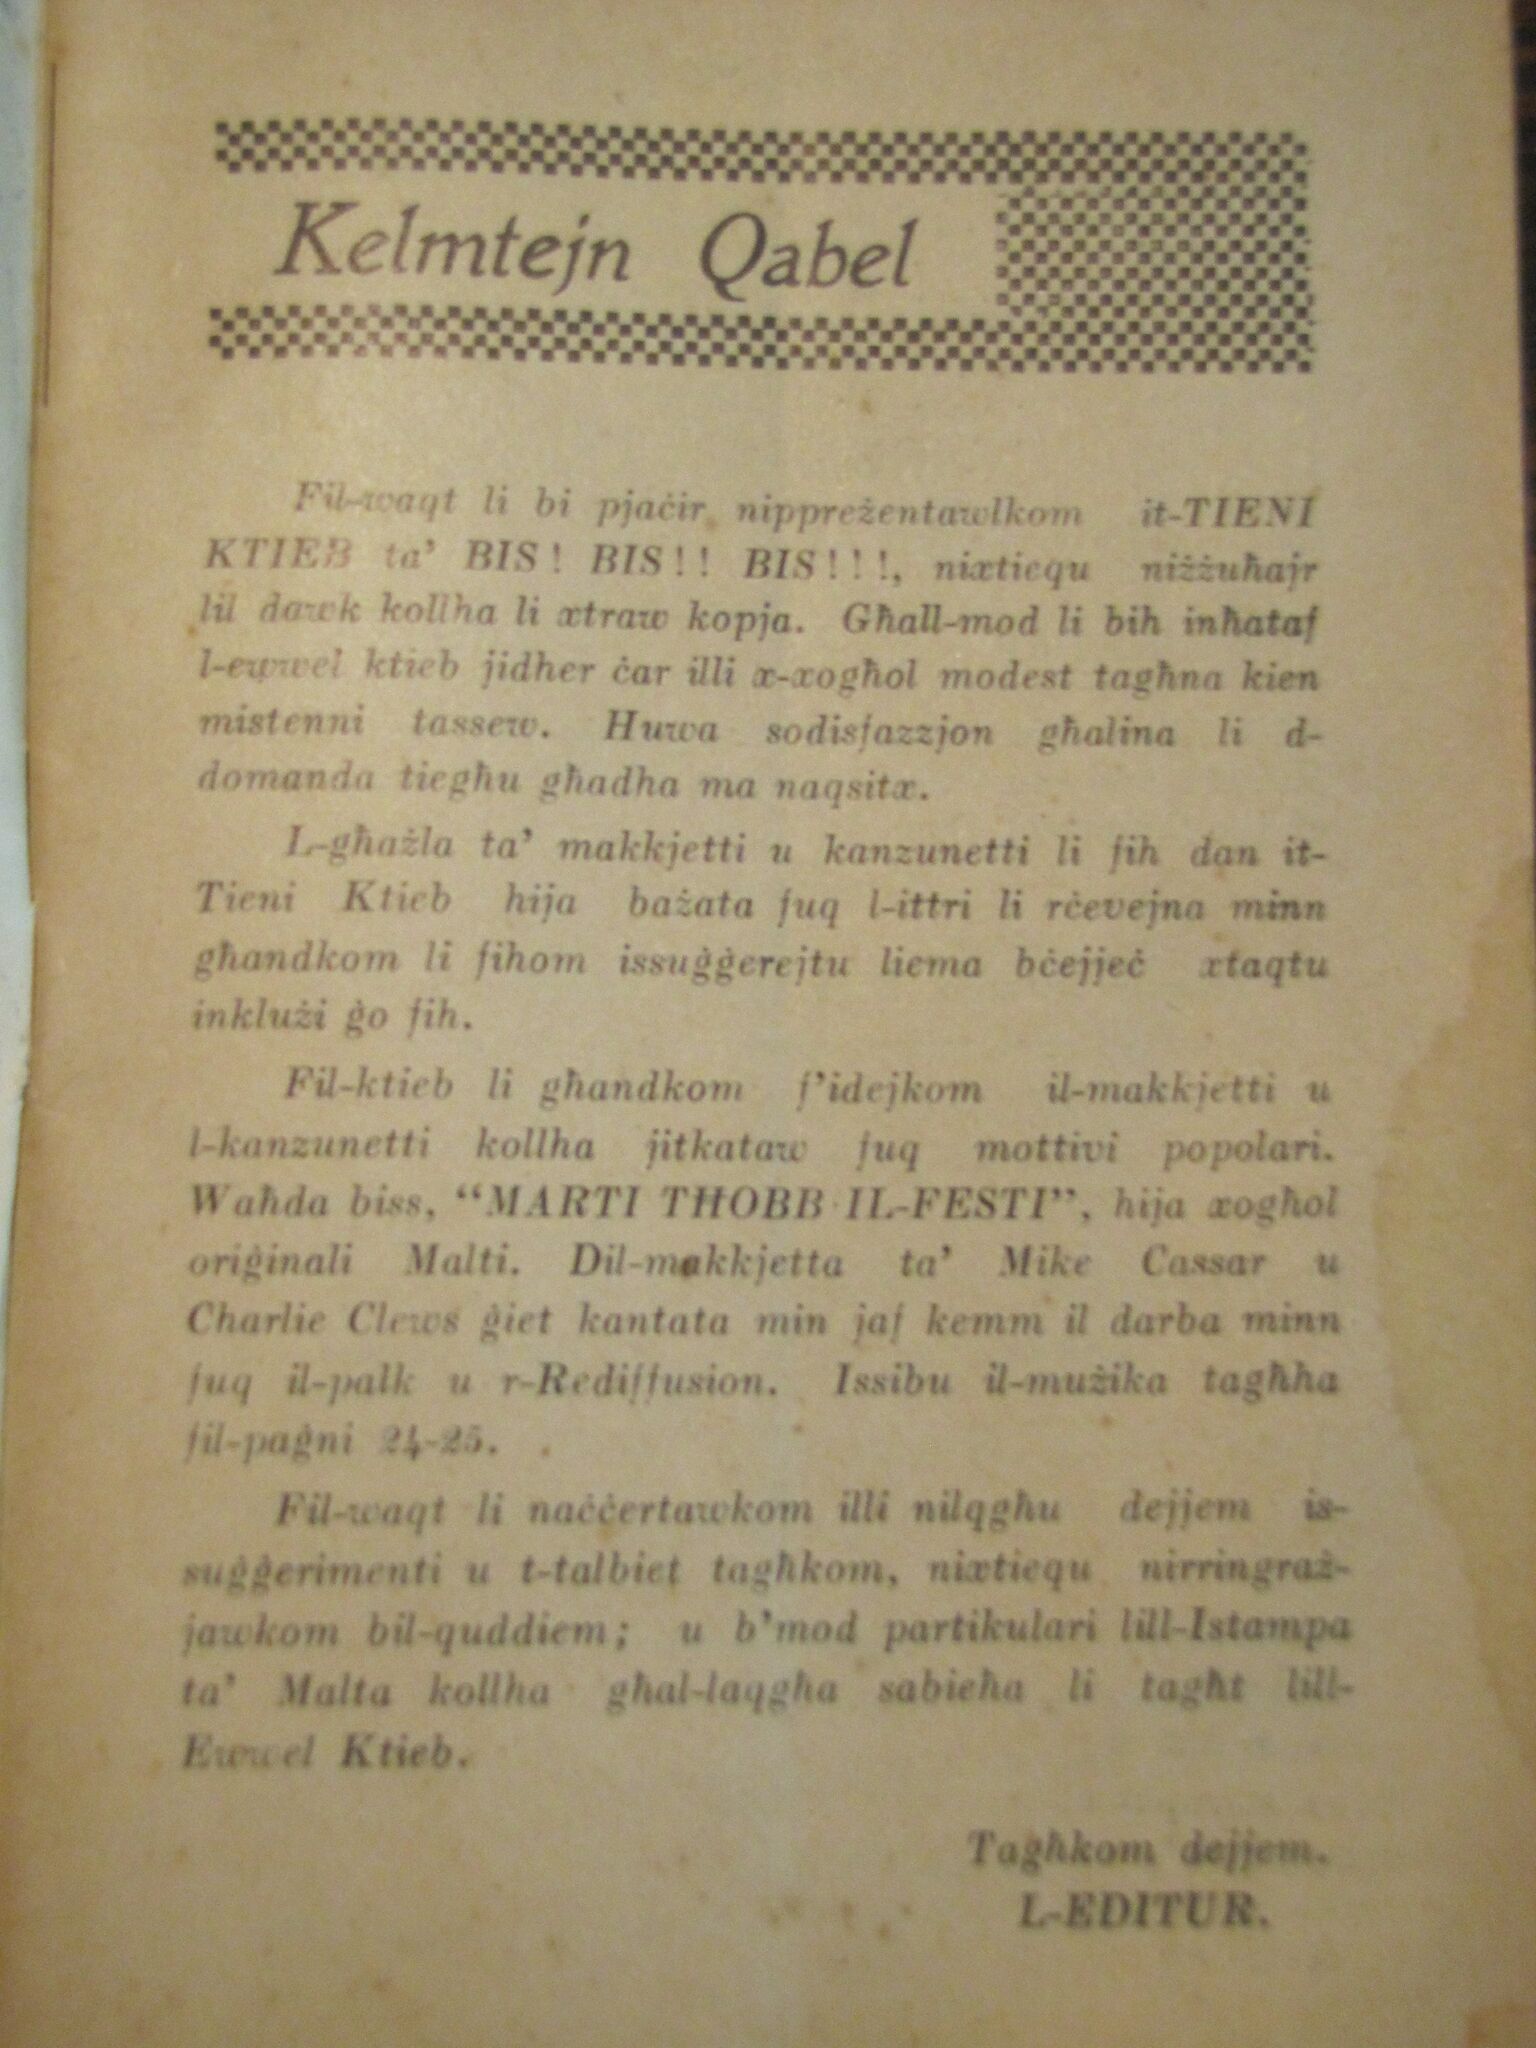 Kelmtejn Qabel
Fil-waqt li bi pjaċir nippreżentawlkom it-TIENI
KTIEB ta' BIS! BIS!! BIS!!!, nixtiequ niżżuħajr
lil dawk kollha li xtraw kopja. Għall-mod li bih inħataf
l-ewwel ktieb jidher ċar illi x-xogħol modest tagħna kien
mistenni tassew. Huwa sodisfazzjon għalina li d-
domanda tiegħu għadha ma naqsitx.
L-għażla ta' makkjetti u kanzunetti li fih dan it-
Tieni Ktieb hija bażata fuq l-ittri li rċevejna minn
għandkom li fihom issuġġerejtu liema bċejjeċ xtaqtu
inklużi ġo fih.
Fil-ktieb li għandkom f'idejkom il-makkjetti u
l-kanzunetti kollha jitkataw fuq mottivi popolari.
Waħda biss, “MARTI TĦOBB IL-FESTI”, hija xogħol
oriġinali Malti. Dil-makkjetta ta' Mike Cassar u
Charlie Clews ġiet kantata min jaf kemm il darba minn
fuq il-palk u r-Rediffusion. Issibu il-mużika tagħha
fil-paġni 24-25.
Fil-waqt li naċċertawkom illi nilqgħu dejjem is-
suġġerimenti u t-talbiet tagħkom, nixtiequ nirringraż-
jawkom bil-quddiem; u b'mod partikulari lill-Istampa
ta' Malta kollha għal-laqgħa sabieħa li tagħt lill-
Ewwel Ktieb.
Tagħkom dejjem.
L-EDITUR.